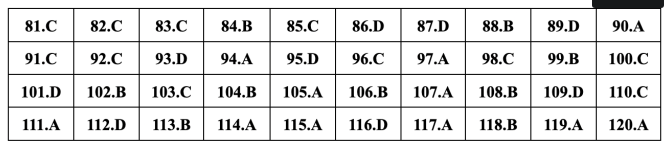 81.C 82.C 83.C 84.B 85.C 86.D 87.D 88.B 89.D 90.A
91.C 92.C 93.D 94.A 95.D 96.C 97.A 98.C 99.B 100.C
101.D 102.B 103.C 104.B 105.A 106.B 107.A 108.B 109.D 110.C
111.A 112.D 113.B 114.A 115.A 116.D 117.A 118.B 119.A 120.A